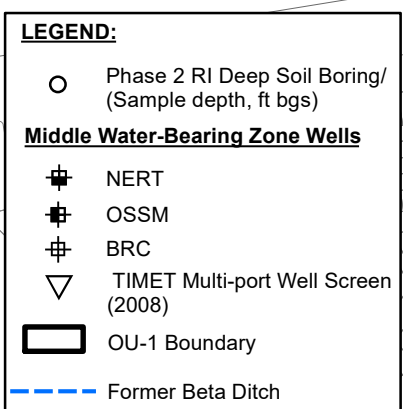 LEGEND:
Phase 2 RI Deep Soil Boring/
(Sample depth, ft bgs)
Middle Water-Bearing Zone Wells
NERT
OSSM
BRC
TIMET Multi-port Well Screen
(2008)
OU-1 Boundary
Former Beta Ditch